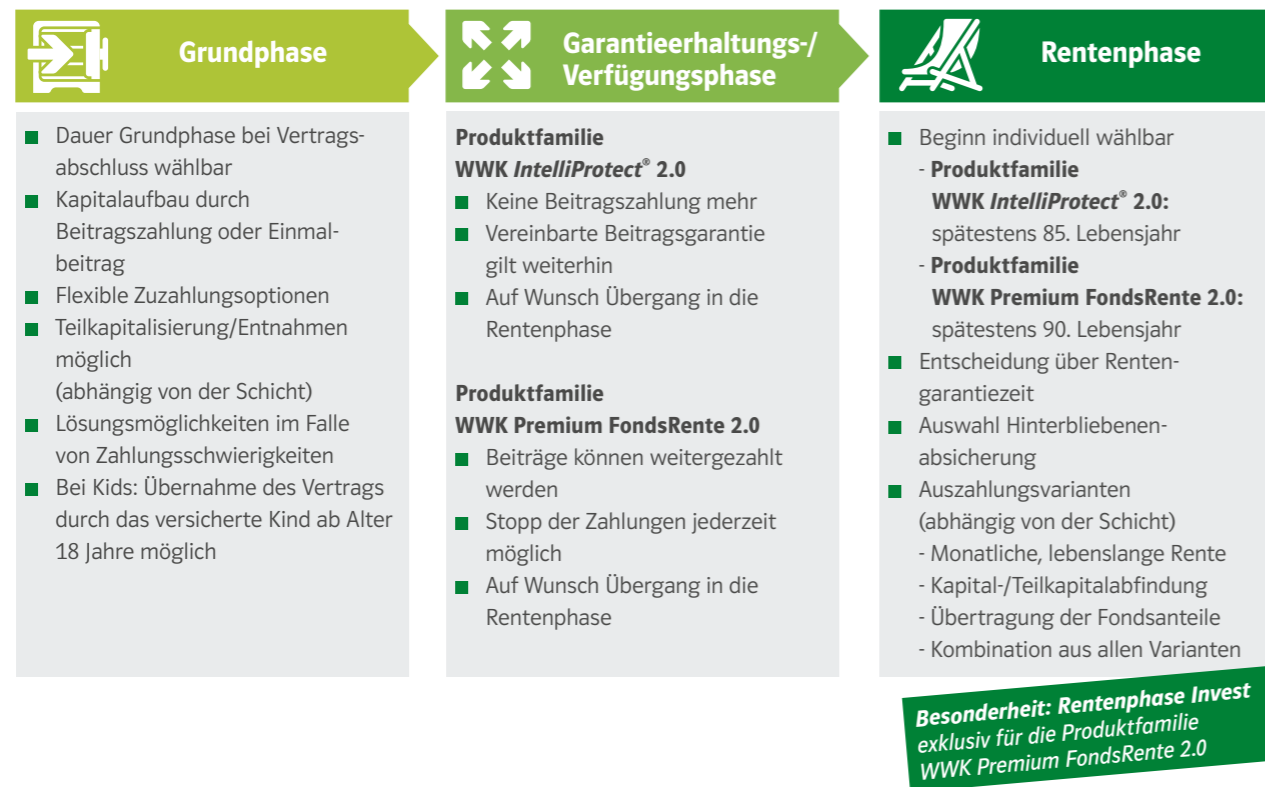 Grundphase
Dauer Grundphase bei Vertrags-
abschluss wählbar
Kapitalaufbau durch
Beitragszahlung oder Einmal-
beitrag
Flexible Zuzahlungsoptionen
Teilkapitalisierung/Entnahmen
möglich
(abhängig von der Schicht)
Lösungsmöglichkeiten im Falle
von Zahlungsschwierigkeiten
Bei Kids: Übernahme des Vertrags
durch das versicherte Kind ab Alter
18 Jahre möglich
Garantieerhaltungs-/
Verfügungsphase
Produktfamilie
WWK IntelliProtect® 2.0
Keine Beitragszahlung mehr
Vereinbarte Beitragsgarantie
gilt weiterhin
Auf Wunsch Übergang in die
Rentenphase
Produktfamilie
WWK Premium FondsRente 2.0
Beiträge können weitergezahlt
werden
Stopp der Zahlungen jederzeit
möglich
Auf Wunsch Übergang in die
Rentenphase
Rentenphase
Beginn individuell wählbar
- Produktfamilie
WWK IntelliProtect® 2.0:
spätestens 85. Lebensjahr
- Produktfamilie
WWK Premium FondsRente 2.0:
spätestens 90. Lebensjahr
Entscheidung über Renten-
garantiezeit
Auswahl Hinterbliebenen-
absicherung
Auszahlungsvarianten
(abhängig von der Schicht)
- Monatliche, lebenslange Rente
- Kapital-/Teilkapitalabfindung
- Übertragung der Fondsanteile
- Kombination aus allen Varianten
Besonderheit: Rentenphase Invest
exklusiv für die Produktfamilie
WWK Premium FondsRente 2.0